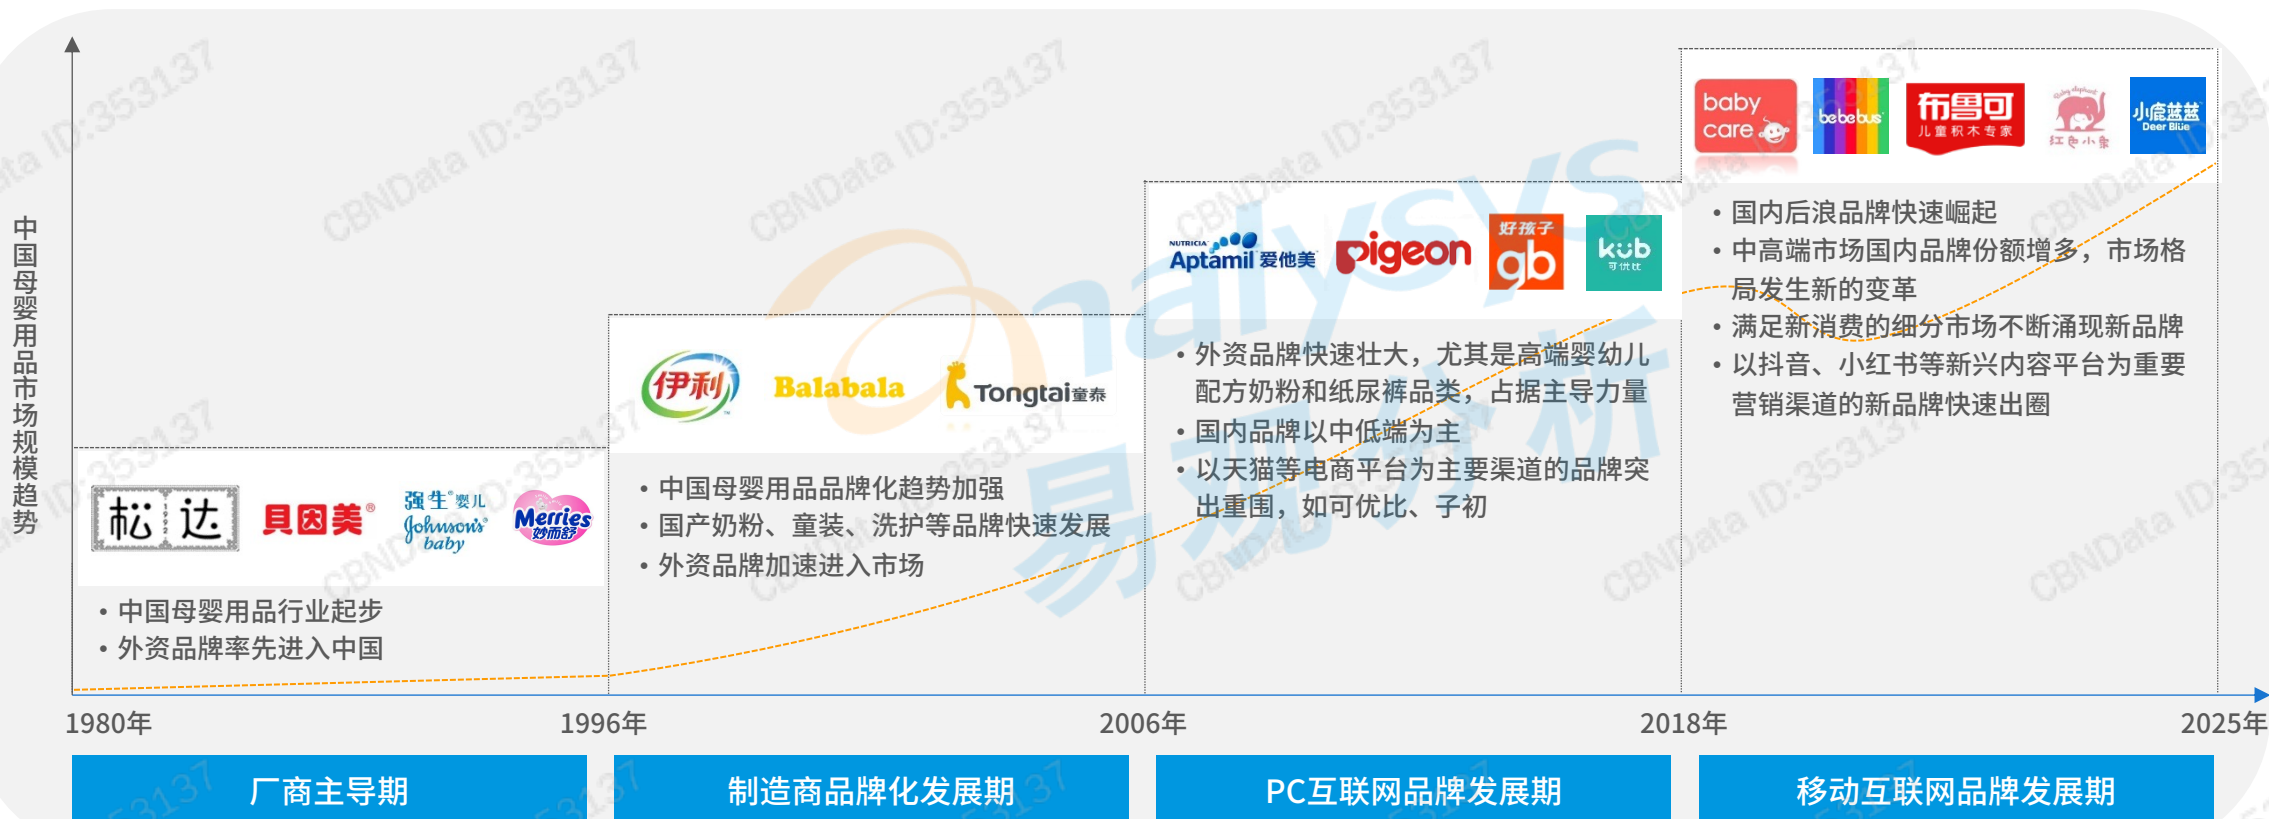 中国母婴用品市场规模趋势
baby
care
bebebus
布鲁可
儿童积木专家
Baby elephant
红色小象
小鹿蓝蓝
Deer Blue
国内后浪品牌快速崛起
中高端市场国内品牌份额增多，市场格
局发生新的变革
满足新消费的细分市场不断涌现新品牌
以抖音、小红书等新兴内容平台为重要
营销渠道的新品牌快速出圈
NUTRICIA
Aptamil 爱他美
Pigeon
好孩子
gb
küb
可优比
外资品牌快速壮大，尤其是高端婴幼儿
配方奶粉和纸尿裤品类，占据主导力量
国内品牌以中低端为主
以天猫等电商平台为主要渠道的品牌突
出重围，如可优比、子初
伊利
Balabala
Tongtai童泰
中国母婴用品品牌化趋势加强
国产奶粉、童装、洗护等品牌快速发展
外资品牌加速进入市场
松达
1992
贝因美®
强生®婴儿
Johnson's®
baby
Merries
妙而舒
中国母婴用品行业起步
外资品牌率先进入中国
1980年
1996年
2006年
2018年
2025年
厂商主导期
制造商品牌化发展期
PC互联网品牌发展期
移动互联网品牌发展期
analysys
易观分析
CBNData ID:353137